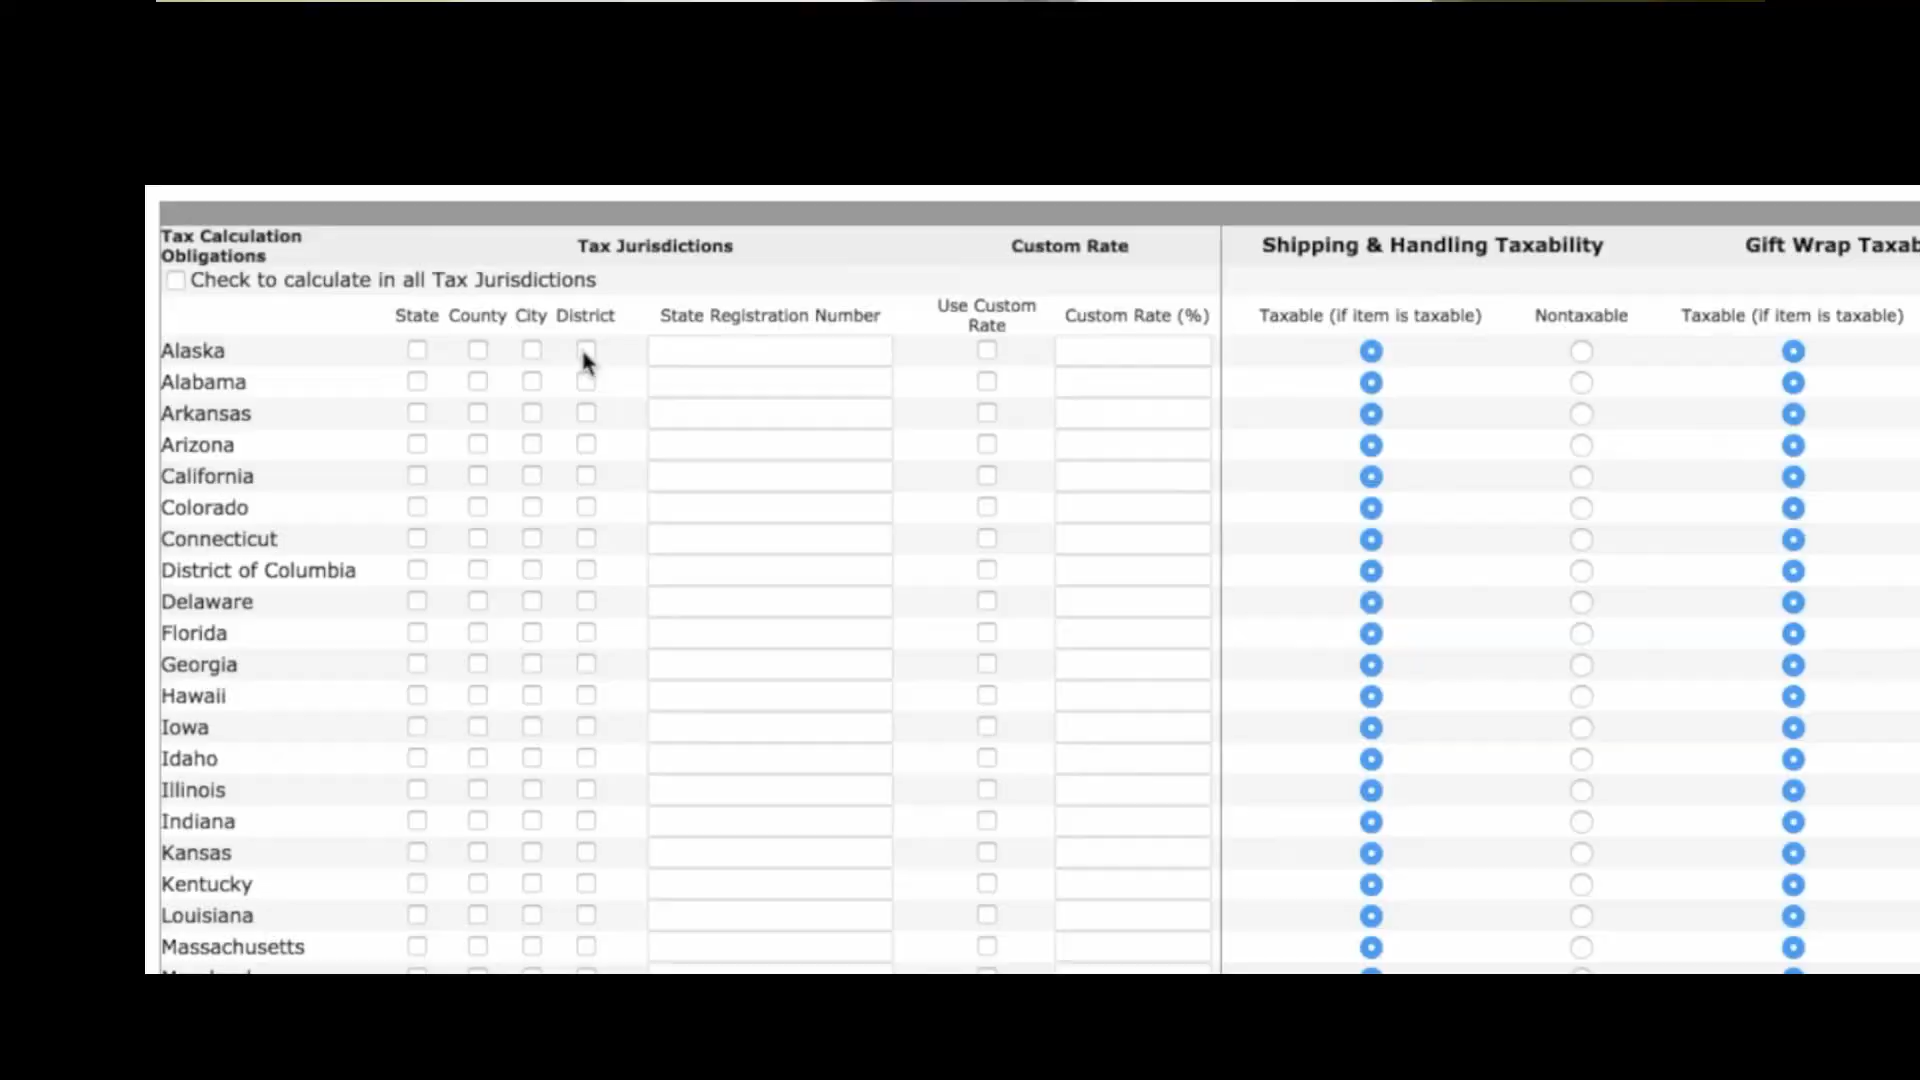 Tax Calculation
Obligations
Tax Jurisdictions
Custom Rate
Shipping & Handling Taxability
Gift Wrap Taxab
Check to calculate in all Tax Jurisdictions
State County City District State Registration Number Use Custom Rate Custom Rate (%) Taxable (if item is taxable) Nontaxable Taxable (if item is taxable)
Alaska
Alabama
Arkansas
Arizona
California
Colorado
Connecticut
District of Columbia
Delaware
Florida
Georgia
Hawaii
Iowa
Idaho
Illinois
Indiana
Kansas
Kentucky
Louisiana
Massachusetts